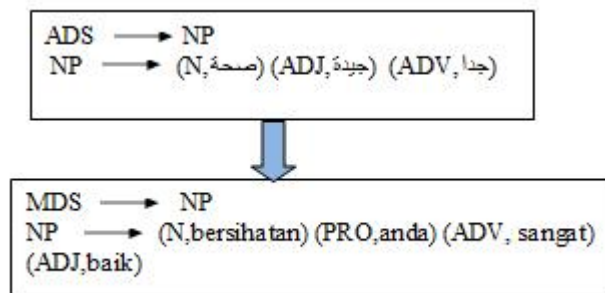 ADS → NP
NP → (N,صحة) (ADJ,جيدة) (ADV,جدا)
MDS → NP
NP → (N,bersihatan) (PRO,anda) (ADV, sangat)
(ADJ,baik)